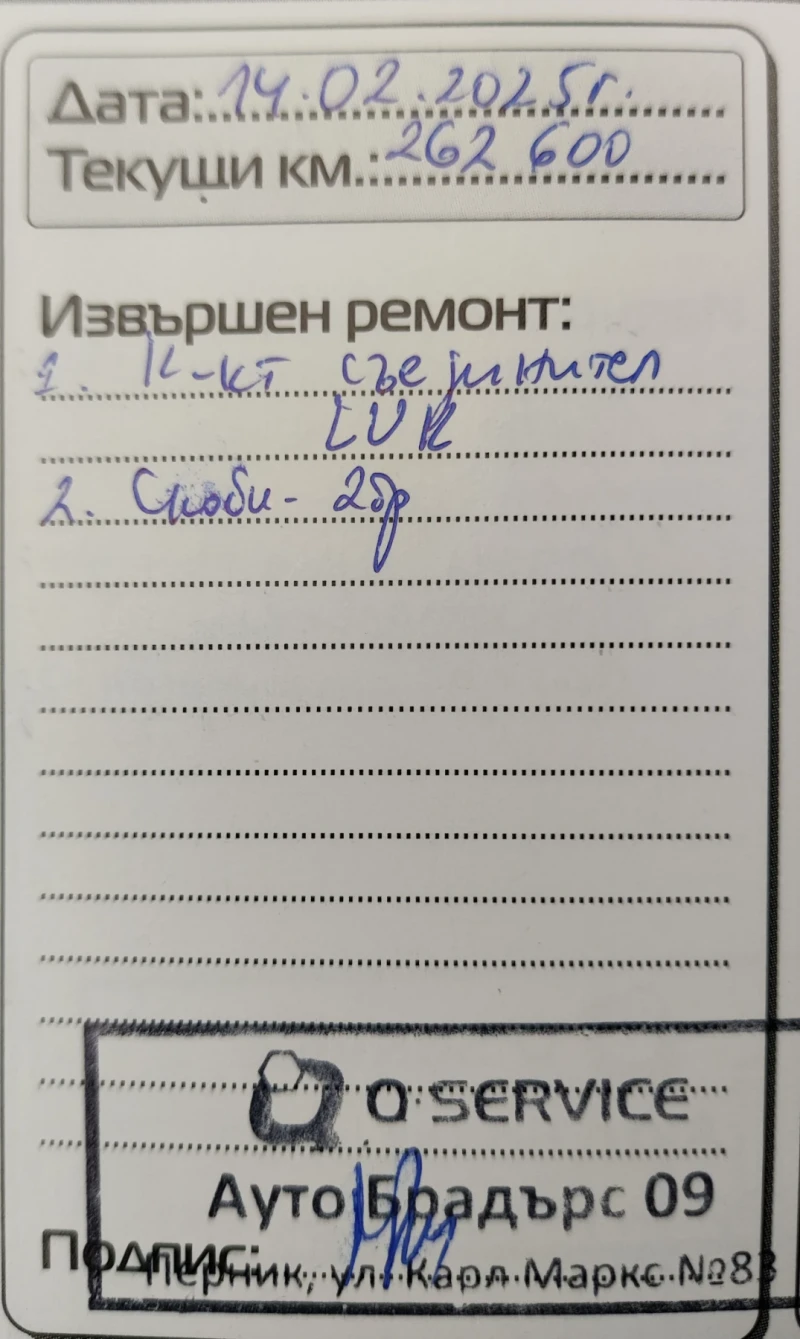 Дата: 14.02.2025г.
Текущи км.: 262 600
Извършен ремонт:
1. К-кт съединител
LUK
2. Скоби - 2бр
Q SERVICE
Ауто Брадърс 09
Подпис:
Перник, ул. Карл Маркс №83